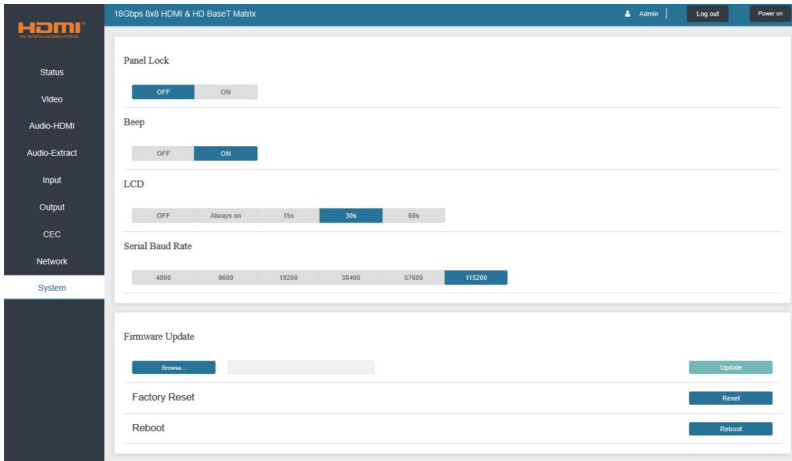 HDMI
18Gbps 8x8 HDMI & HD BaseT Matrix
Admin
Log out
Power on
Status
Video
Audio-HDMI
Audio-Extract
Input
Output
CEC
Network
System
Panel Lock
OFF ON
Beep
OFF ON
LCD
OFF Always on 15s 30s 60s
Serial Baud Rate
4800 9600 19200 38400 57600 115200
Firmware Update
Browse... Update
Factory Reset Reset
Reboot Reboot